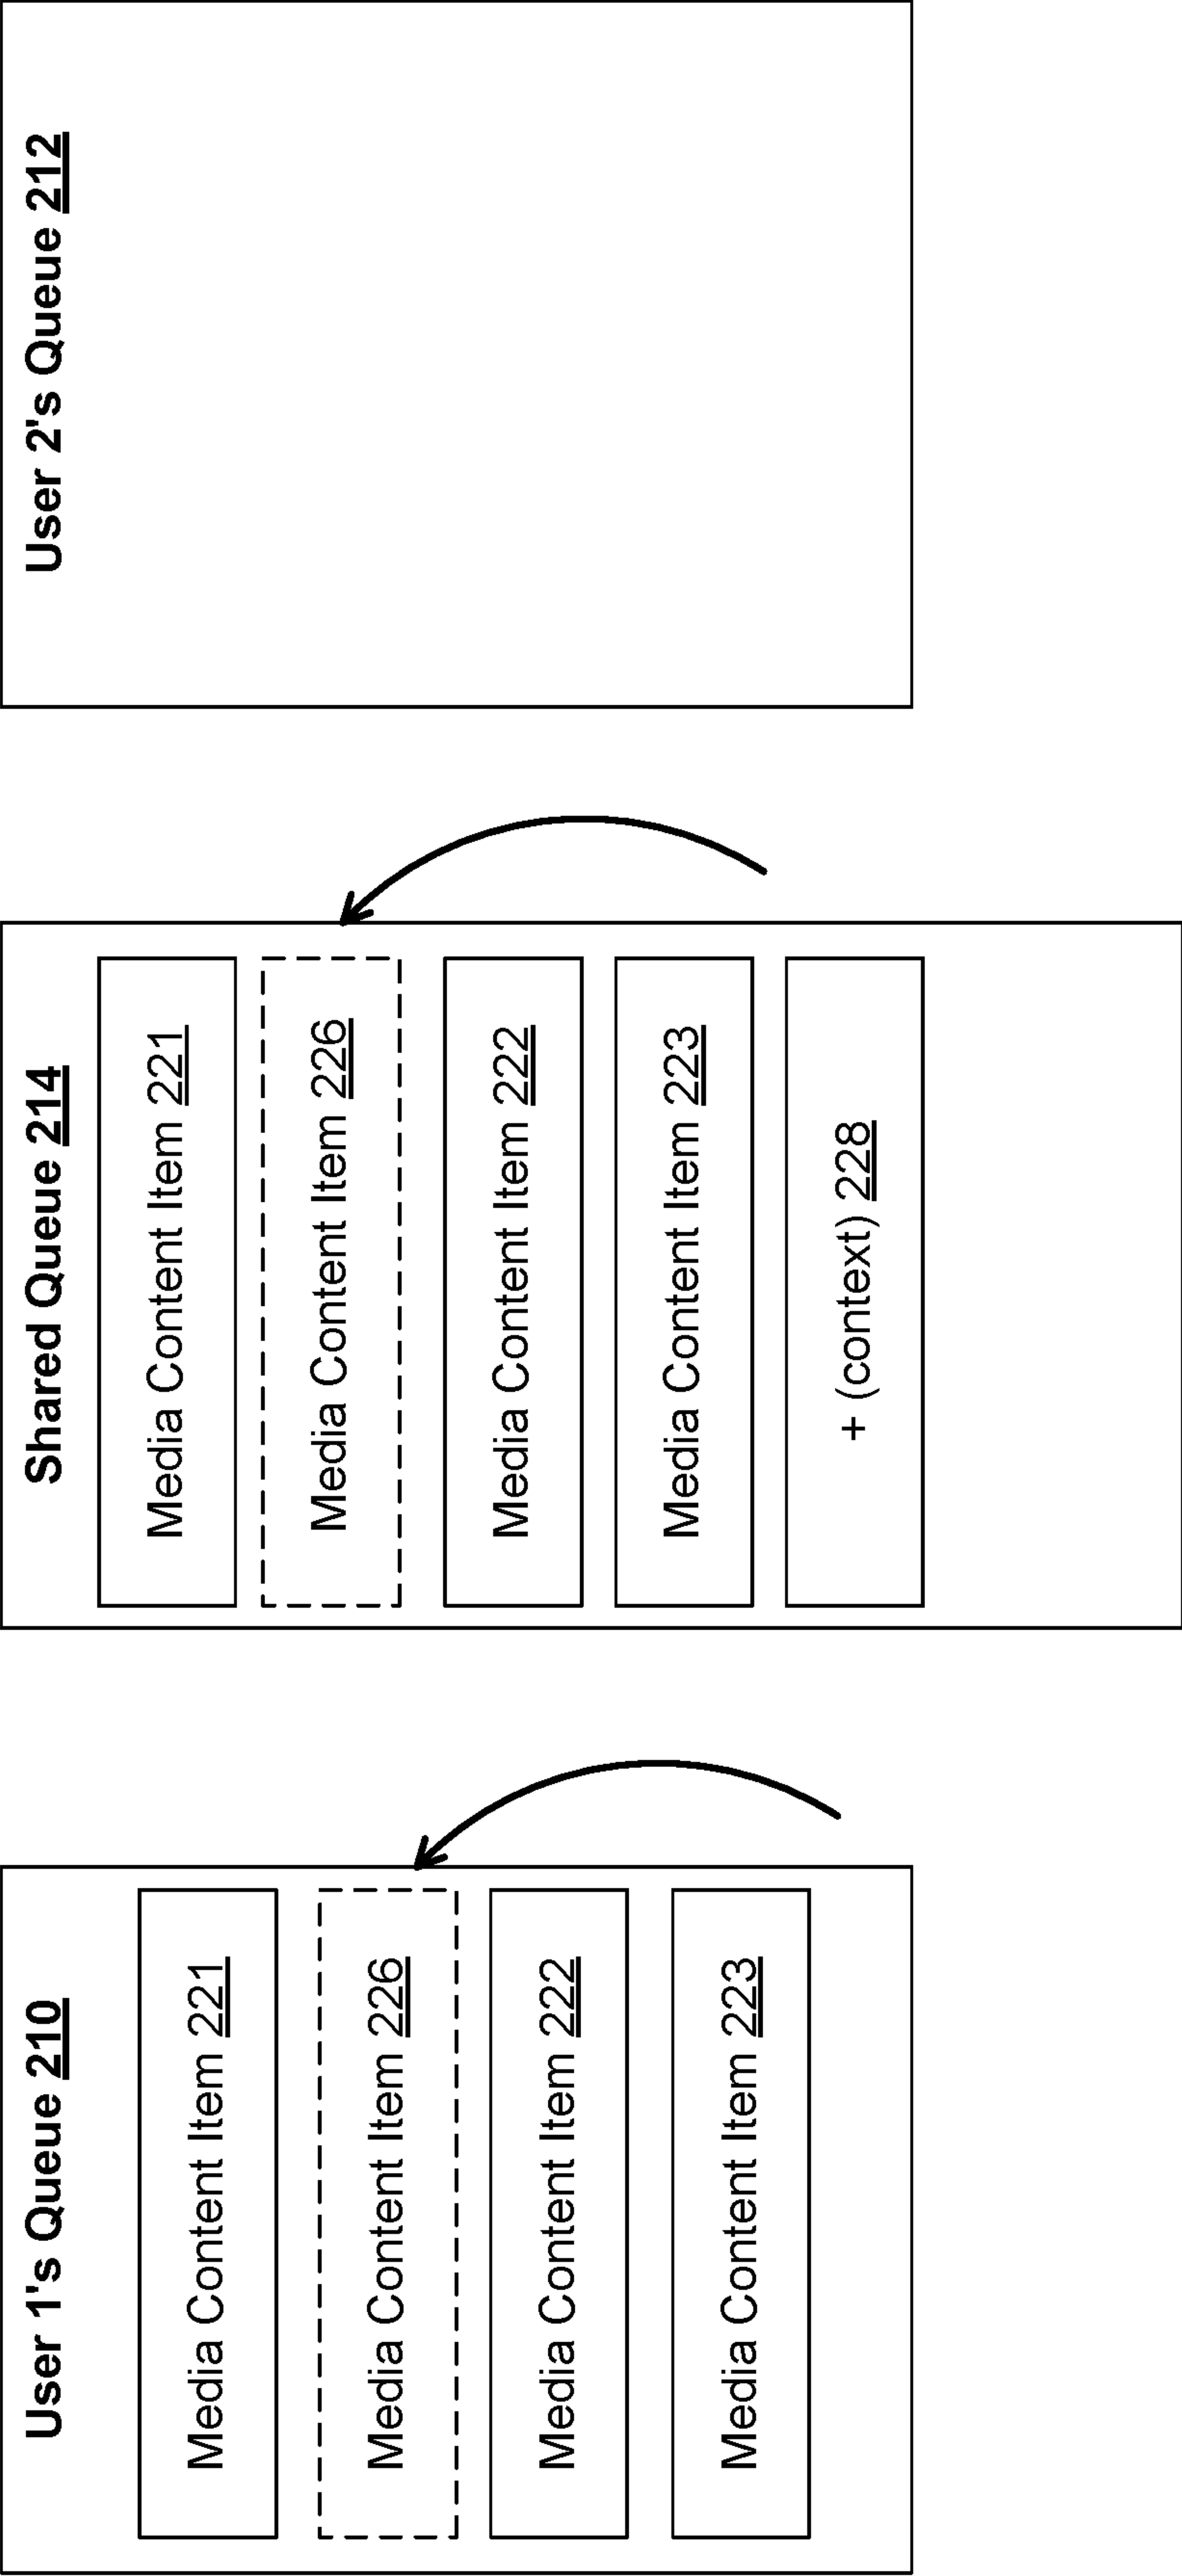 User 1's Queue 210
Media Content Item 221
Media Content Item 226
Media Content Item 222
Media Content Item 223
Shared Queue 214
Media Content Item 221
Media Content Item 226
Media Content Item 222
Media Content Item 223
+ (context) 228
User 2's Queue 212